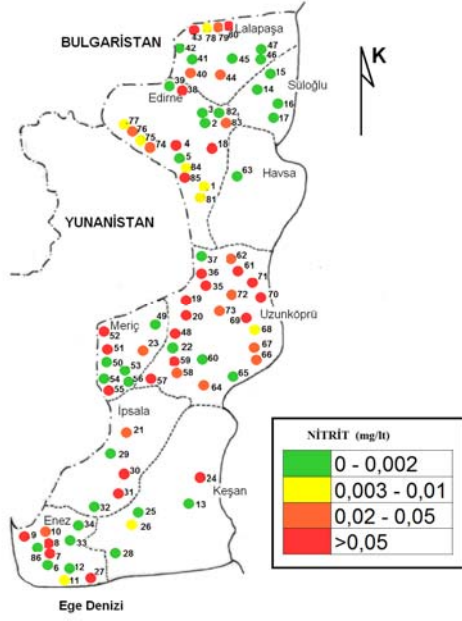 BULGARİSTAN
43 78 79 80 Lalapaşa
42 47
41 45 46
40 44 15
39 38 14 Süloğlu
Edirne
K
16
3 82
2 83 17
77
76
75
74 4 18
5
84
85
63 Havsa
1
81
YUNANİSTAN
37 62
36 61
35 71
72 70
19
20 73 69 Uzunköprü
49
Meriç
52 48 68
51 23 22 67
50 59 60 66
53 58
54 56 57 65
55 64
İpsala
21
29
30 24 Keşan
31
32 25 13
Enez 34 26
9 10
8 33
86 7 28
6 12
11 27
Ege Denizi
NİTRİT (mg/lt)
0 - 0,002
0,003 - 0,01
0,02 - 0,05
>0,05